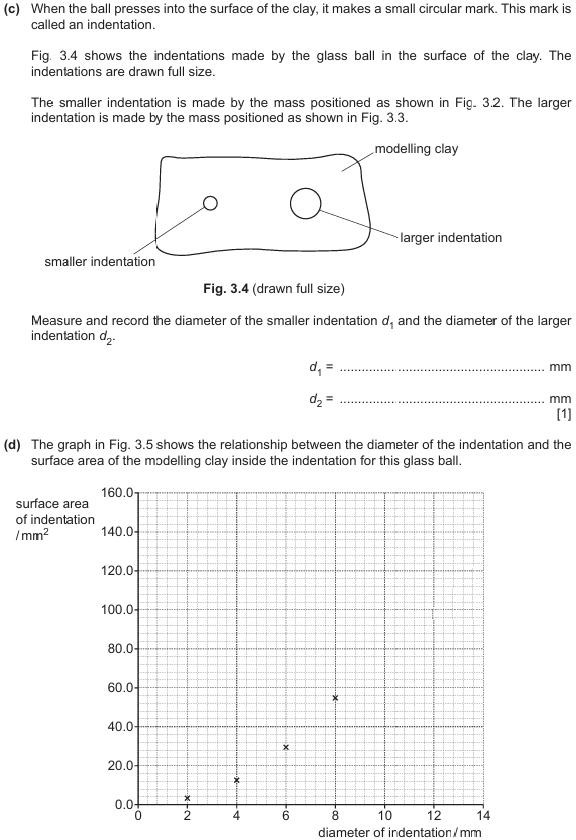 (c) When the ball presses into the surface of the clay, it makes a small circular mark. This mark is
called an indentation.
Fig. 3.4 shows the indentations made by the glass ball in the surface of the clay. The
indentations are drawn full size.
The smaller indentation is made by the mass positioned as shown in Fig. 3.2. The larger
indentation is made by the mass positioned as shown in Fig. 3.3.
modelling clay
larger indentation
smaller indentation
Fig. 3.4 (drawn full size)
Measure and record the diameter of the smaller indentation d1 and the diameter of the larger
indentation d2.
d1 = ........................................................ mm
d2 = ........................................................ mm
[1]
(d) The graph in Fig. 3.5 shows the relationship between the diameter of the indentation and the
surface area of the modelling clay inside the indentation for this glass ball.
surface area
of indentation
/mm²
160.0
140.0
120.0
100.0
80.0
60.0
40.0
20.0
0.0
0 2 4 6 8 10 12 14
diameter of indentation/mm